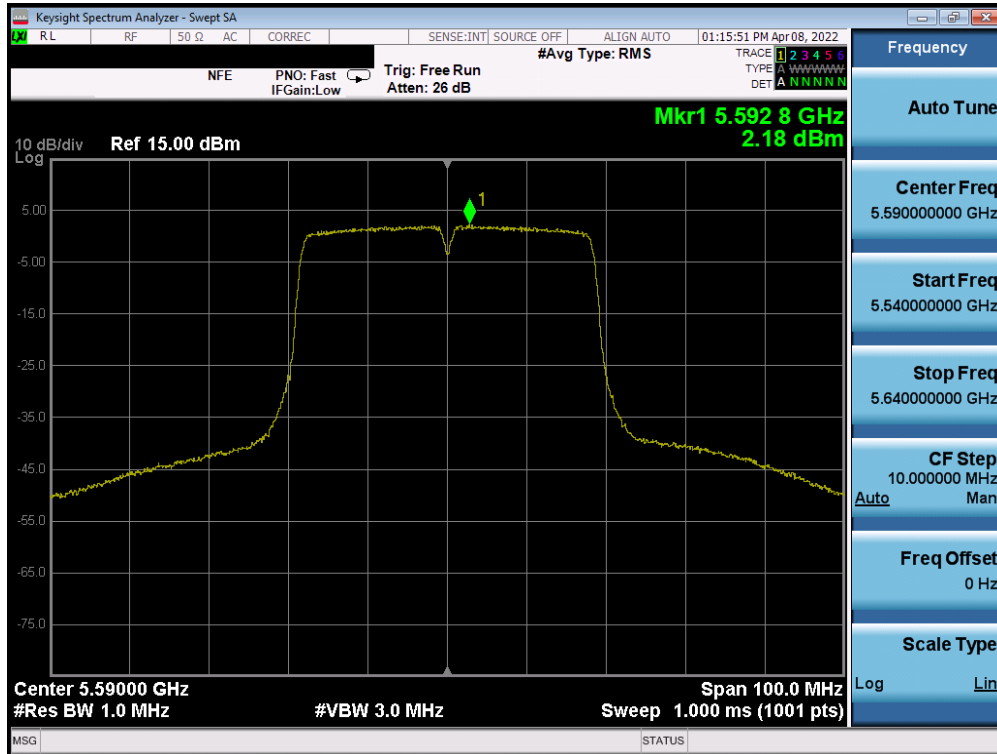 Keysight Spectrum Analyzer - Swept SA
LXI RL RF 50 Ω AC CORREC SENSE:INT SOURCE OFF ALIGN AUTO 01:15:51 PM Apr 08, 2022
#Avg Type: RMS
TRACE 1 2 3 4 5 6
TYPE A WWWWW
DET A N N N N N
NFE PNO: Fast Trig: Free Run
IFGain:Low Atten: 26 dB
Mkr1 5.592 8 GHz
2.18 dBm
10 dB/div Ref 15.00 dBm
Log
1
5.00
-5.00
-15.0
-25.0
-35.0
-45.0
-55.0
-65.0
-75.0
Center 5.59000 GHz Span 100.0 MHz
#Res BW 1.0 MHz #VBW 3.0 MHz Sweep 1.000 ms (1001 pts)
MSG STATUS
Frequency
Auto Tune
Center Freq
5.590000000 GHz
Start Freq
5.540000000 GHz
Stop Freq
5.640000000 GHz
CF Step
10.000000 MHz
Auto Man
Freq Offset
0 Hz
Scale Type
Log Lin